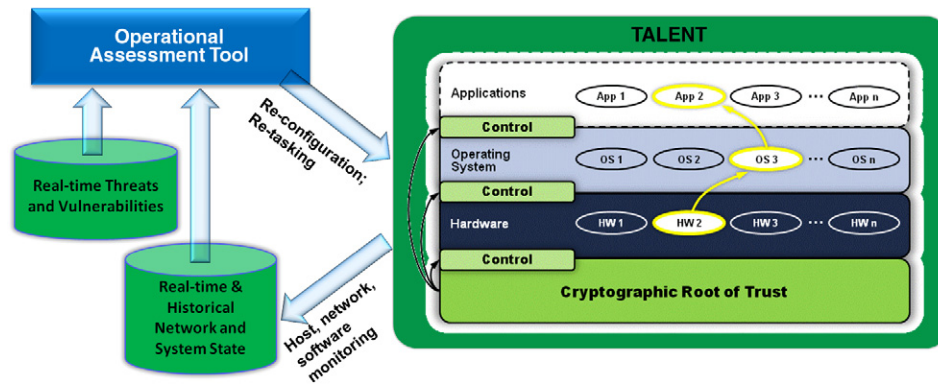 Operational
Assessment Tool
Real-time Threats
and Vulnerabilities
Real-time &
Historical
Network and
System State
Re-configuration;
Re-tasking
Host, network,
software
monitoring
TALENT
Applications
App 1 App 2 App 3 ... App n
Control
Operating
System
OS 1 OS 2 OS 3 ... OS n
Control
Hardware
HW 1 HW 2 HW 3 ... HW n
Control
Cryptographic Root of Trust